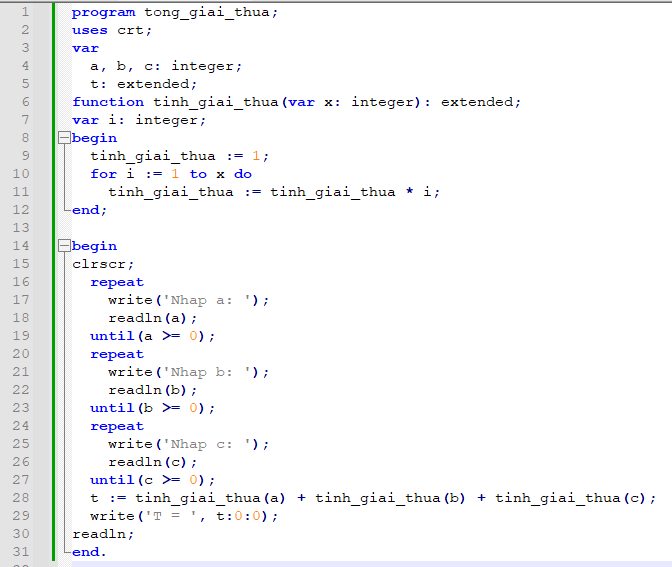 1 program tong_giai_thua;
2 uses crt;
3 var
4   a, b, c: integer;
5   t: extended;
6 function tinh_giai_thua(var x: integer): extended;
7 var i: integer;
8 begin
9   tinh_giai_thua := 1;
10   for i := 1 to x do
11     tinh_giai_thua := tinh_giai_thua * i;
12 end;
13
14 begin
15 clrscr;
16   repeat
17     write('Nhap a: ');
18     readln(a);
19   until(a >= 0);
20   repeat
21     write('Nhap b: ');
22     readln(b);
23   until(b >= 0);
24   repeat
25     write('Nhap c: ');
26     readln(c);
27   until(c >= 0);
28   t := tinh_giai_thua(a) + tinh_giai_thua(b) + tinh_giai_thua(c);
29   write('T = ', t:0:0);
30 readln;
31 end.